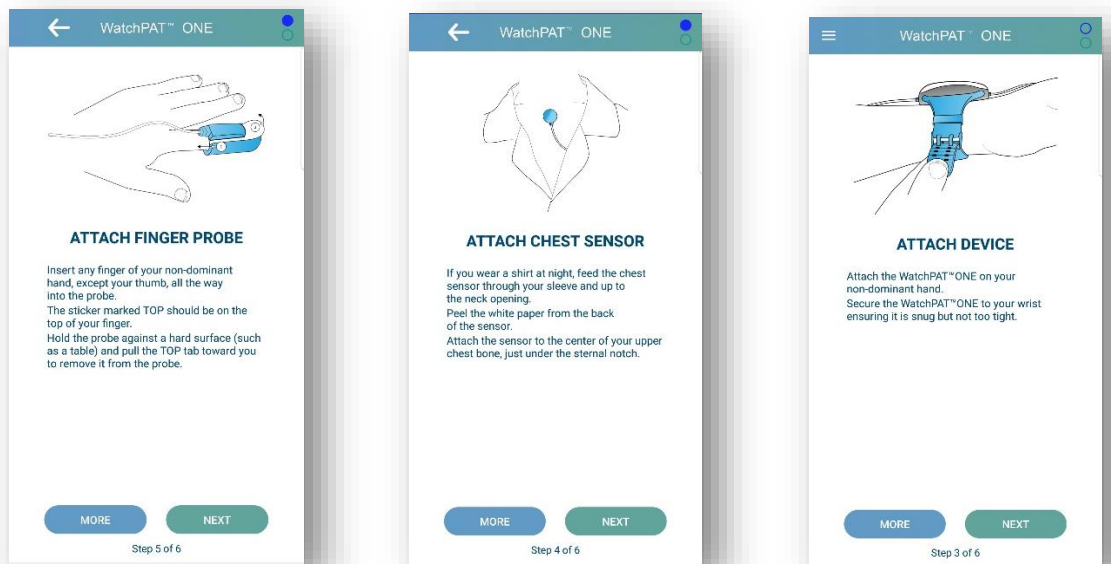 WatchPAT™ ONE
ATTACH FINGER PROBE
Insert any finger of your non-dominant
hand, except your thumb, all the way
into the probe.
The sticker marked TOP should be on the
top of your finger.
Hold the probe against a hard surface (such
as a table) and pull the TOP tab toward you
to remove it from the probe.
MORE
NEXT
Step 5 of 6
WatchPAT™ ONE
ATTACH CHEST SENSOR
If you wear a shirt at night, feed the chest
sensor through your sleeve and up to
the neck opening.
Peel the white paper from the back
of the sensor.
Attach the sensor to the center of your upper
chest bone, just under the sternal notch.
MORE
NEXT
Step 4 of 6
WatchPAT™ ONE
ATTACH DEVICE
Attach the WatchPAT™ONE on your
non-dominant hand.
Secure the WatchPAT™ONE to your wrist
ensuring it is snug but not too tight.
MORE
NEXT
Step 3 of 6